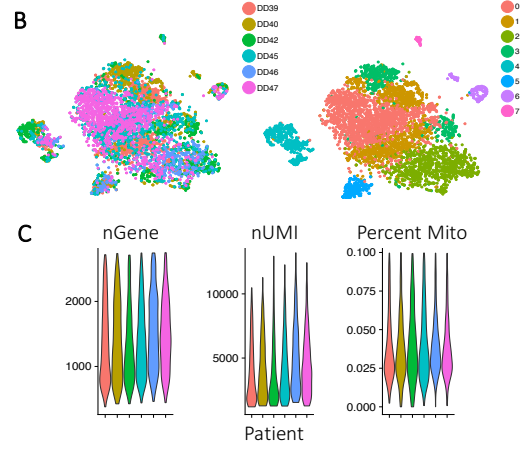 B
DD39
DD40
DD42
DD45
DD46
DD47
0
1
2
3
4
5
6
7
C
nGene
nUMI
Percent Mito
2000
1000
10000
5000
0.100
0.075
0.050
0.025
0.000
Patient